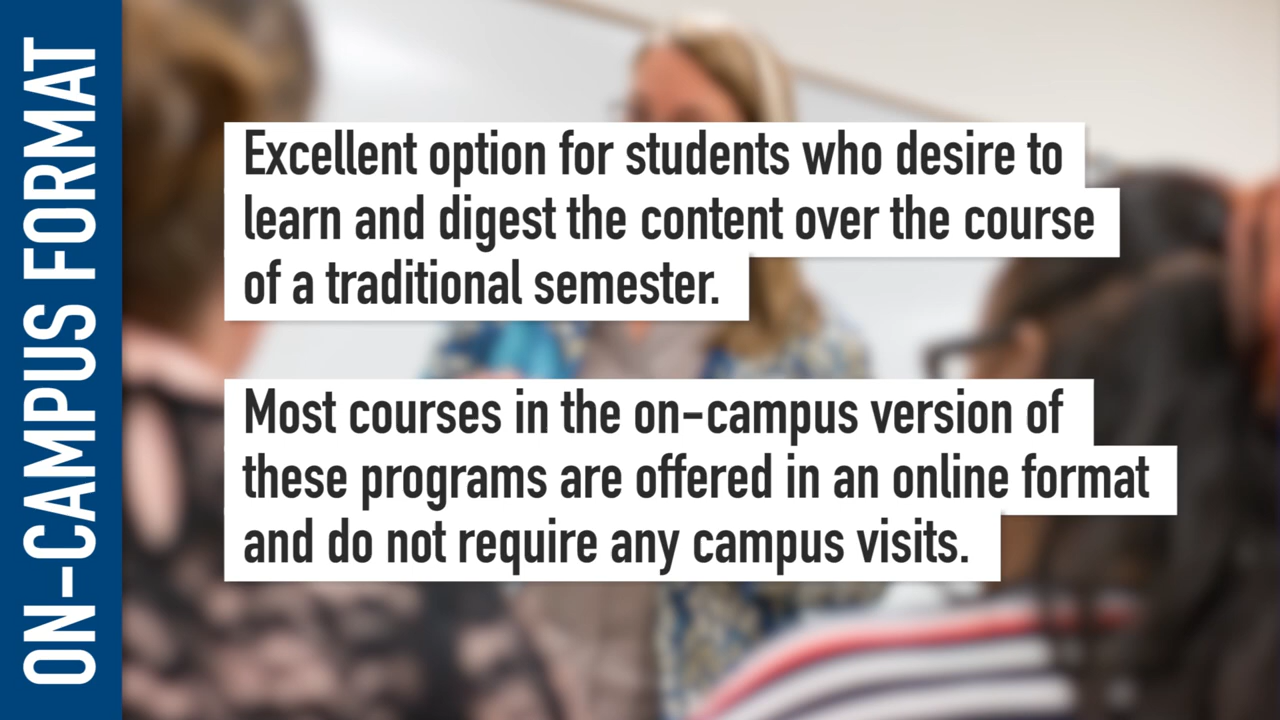 ON-CAMPUS FORMAT
Excellent option for students who desire to
learn and digest the content over the course
of a traditional semester.
Most courses in the on-campus version of
these programs are offered in an online format
and do not require any campus visits.